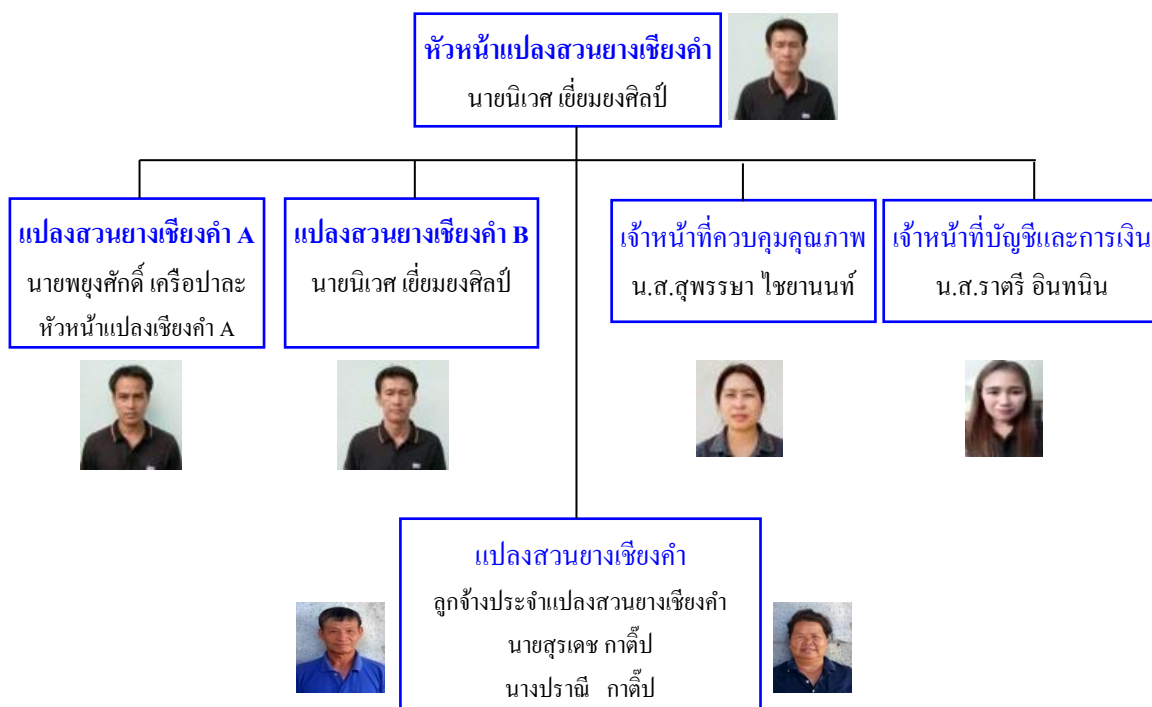 หัวหน้าแปลงสวนยางเชียงคำ
นายนิเวศ เยี่ยมยงศิลป์
แปลงสวนยางเชียงคำ A
นายพยุงศักดิ์ เครือปาละ
หัวหน้าแปลงเชียงคำ A
แปลงสวนยางเชียงคำ B
นายนิเวศ เยี่ยมยงศิลป์
เจ้าหน้าที่ควบคุมคุณภาพ
น.ส.สุพรรษา ไชยานนท์
เจ้าหน้าที่บัญชีและการเงิน
น.ส.ราตรี อินทนิน
แปลงสวนยางเชียงคำ
ลูกจ้างประจำแปลงสวนยางเชียงคำ
นายสุรเดช กาติ๊ป
นางปราณี กาติ๊ป